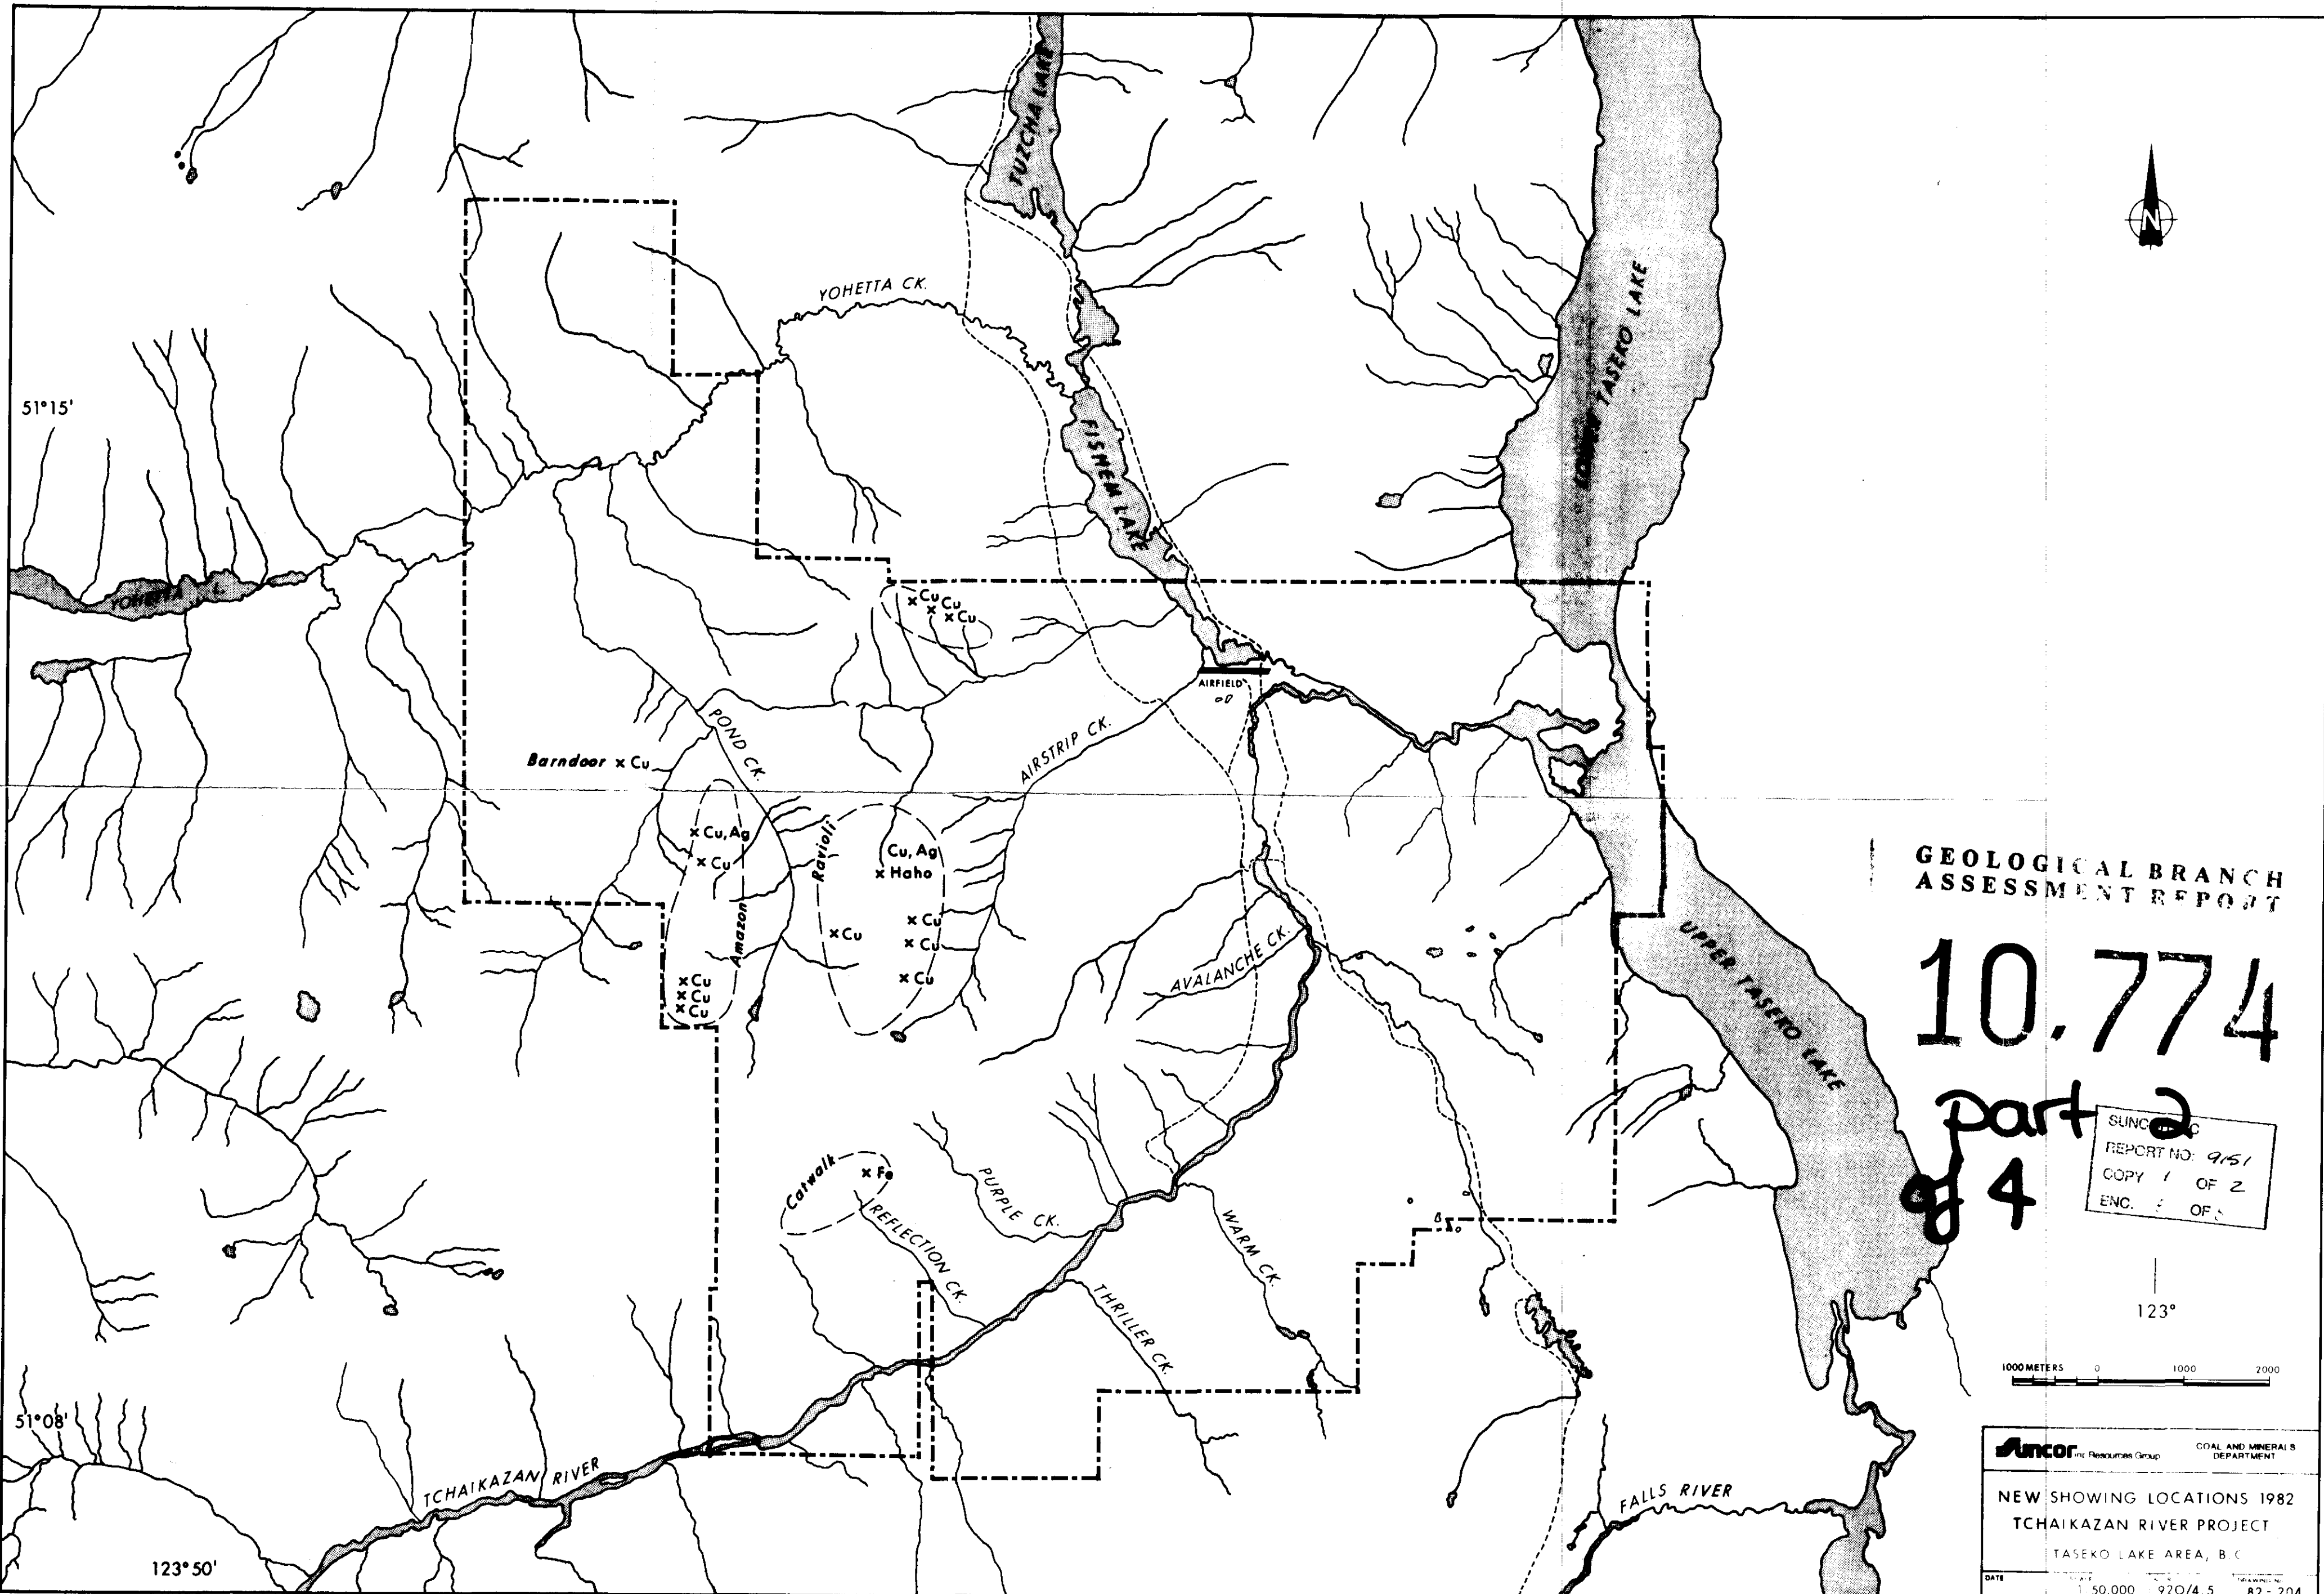 TUZCHA LAKE
N
YOHETTA CK.
LOWER TASEKO LAKE
51°15'
FISHEM LAKE
YOHETTA L.
x Cu
x Cu
x Cu
AIRFIELD
POND CK.
AIRSTRIP CK.
Barndoor x Cu
x Cu, Ag
x Cu
Ravioli
Cu, Ag
x Haho
Amazon
x Cu
x Cu
x Cu
x Cu
x Cu
x Cu
x Cu
AVALANCHE CK.
UPPER TASEKO LAKE
GEOLOGICAL BRANCH
ASSESSMENT REPORT
10.774
part 2
of 4
REPORT NO: 9151
COPY 1 OF 2
ENC. OF
Catwalk
x Fe
PURPLE CK.
REFLECTION CK.
WARM CK.
THRILLER CK.
123°
1000 METERS 0 1000 2000
51°08'
TCHAIKAZAN RIVER
FALLS RIVER
123°50'
Suncor Inc Resources Group
COAL AND MINERALS
DEPARTMENT
NEW SHOWING LOCATIONS 1982
TCHAIKAZAN RIVER PROJECT
TASEKO LAKE AREA, B.C.
DATE
1:50,000 92O/4,5 82-204